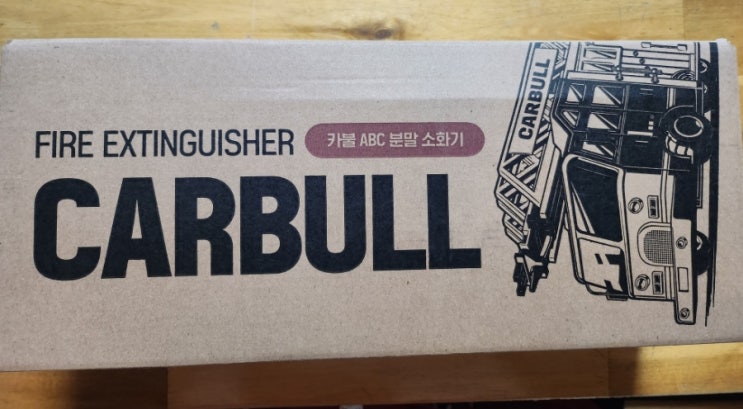 FIRE EXTINGUISHER 카불 ABC 분말 소화기
CARBULL
CARBULL